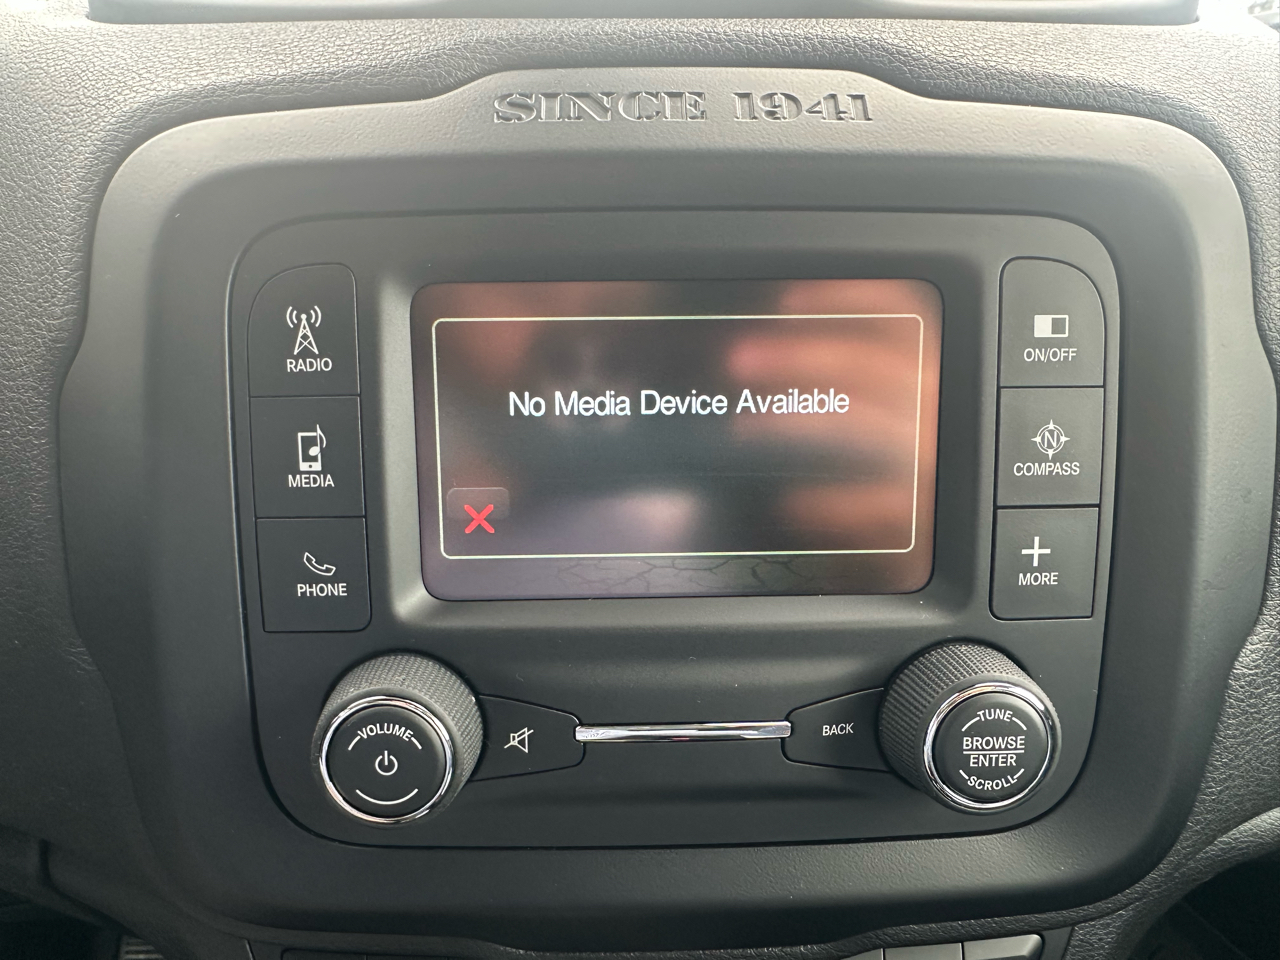 SINCE 1941
RADIO
MEDIA
PHONE
No Media Device Available
ON/OFF
N
COMPASS
MORE
VOLUME
BACK
TUNE
BROWSE
ENTER
SCROLL